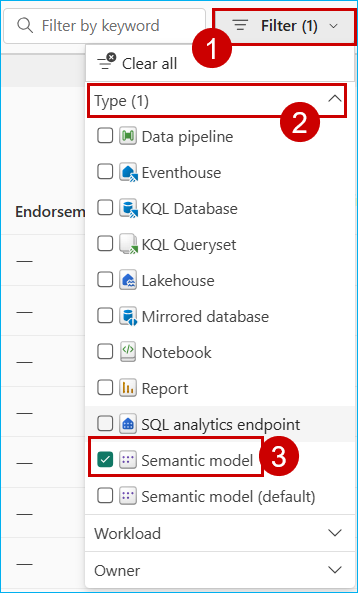 Filter by keyword
Filter (1)
1
Clear all
Type (1)
2
Data pipeline
Eventhouse
KQL Database
Endorsem
KQL Queryset
Lakehouse
Mirrored database
Notebook
Report
SQL analytics endpoint
Semantic model
3
Semantic model (default)
Workload
Owner